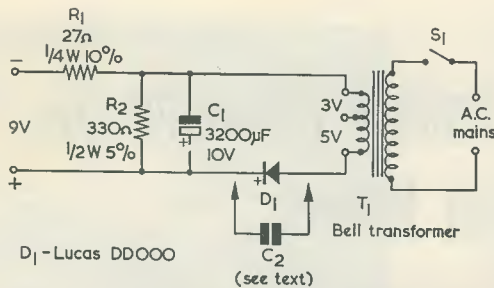 R1
27Ω
1/4W 10%
−
9V
+
R2
330Ω
1/2W 5%
C1
3200µF
10V
+
+
D1
C2
(see text)
3V
5V
T1
Bell transformer
S1
A.C.
mains
D1-Lucas DD000